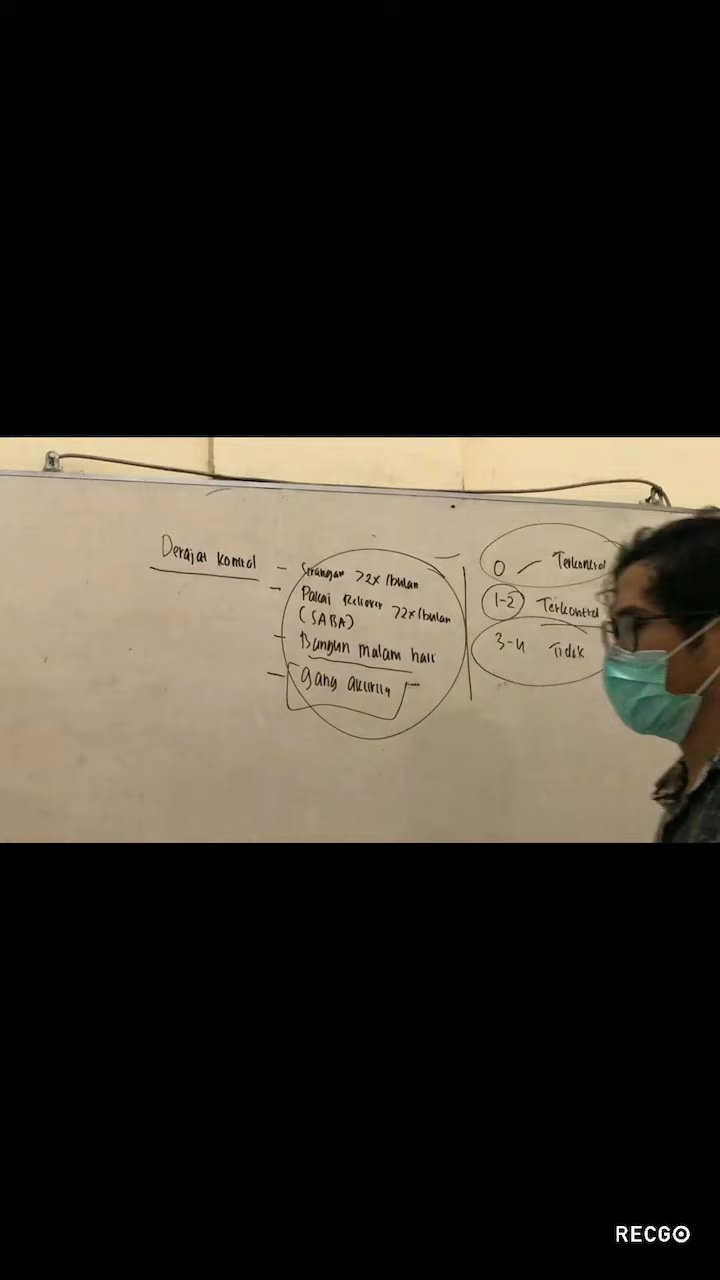 Derajat Kontrol
- Serangan >2x /bulan
- Pakai Reliever >2x/bulan
(SABA)
- Bangun malam hari
- gang aktivity
0 Terkontrol
1-2 Terkontrol
3-4 Tidak
RECGO